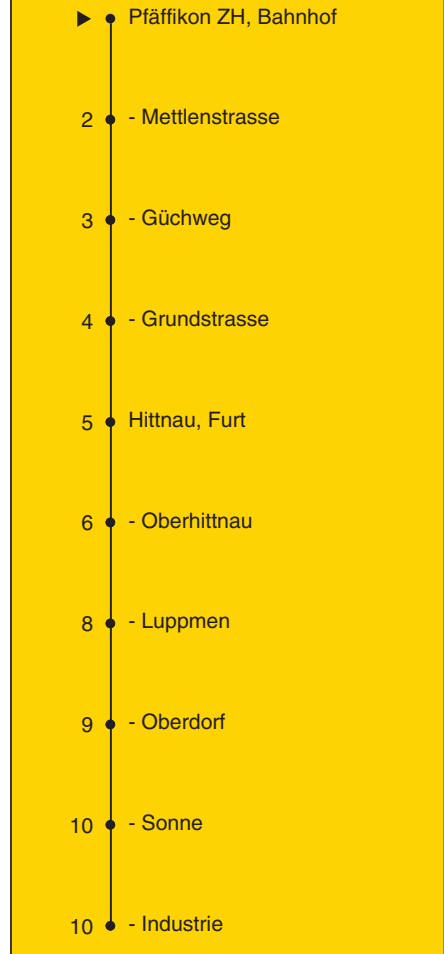 Pfäffikon ZH, Bahnhof
2 - Mettlenstrasse
3 - Güchweg
4 - Grundstrasse
5 Hittnau, Furt
6 - Oberhittnau
8 - Luppmen
9 - Oberdorf
10 - Sonne
10 - Industrie